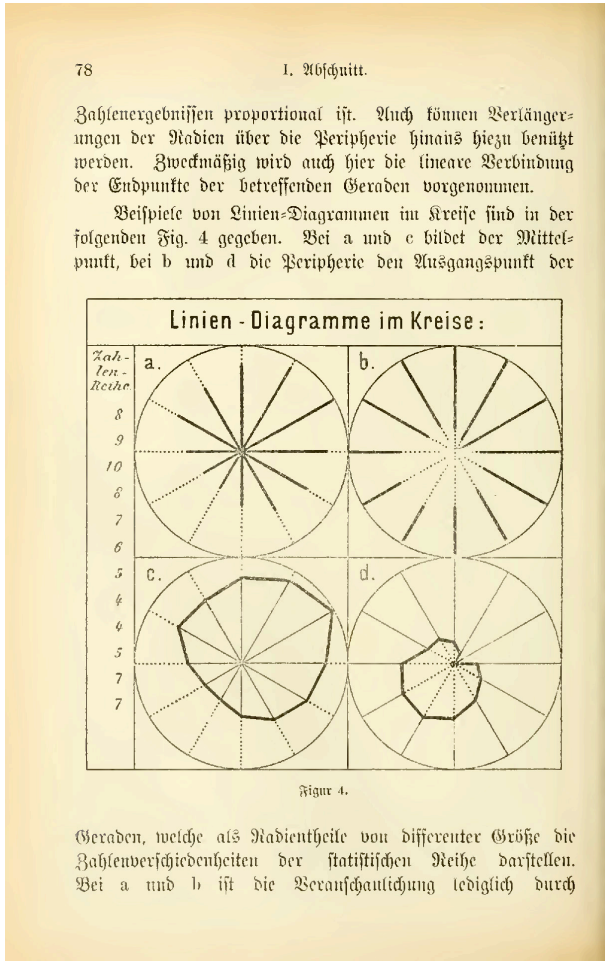 78
I. Abschnitt.
Zahlenergebnissen proportional ist. Auch können Verlänger-
ungen der Radien über die Peripherie hinaus hiezu benützt
werden. Zweckmäßig wird auch hier die lineare Verbindung
der Endpunkte der betreffenden Geraden vorgenommen.
Beispiele von Linien-Diagrammen im Kreise sind in der
folgenden Fig. 4 gegeben. Bei a und c bildet der Mittel-
punkt, bei b und d die Peripherie den Ausgangspunkt der
Linien-Diagramme im Kreise:
Zah-
len-
Reihe
8
9
10
8
7
6
5
4
4
5
7
7
a.
b.
c.
d.
Figur 4.
Geraden, welche als Radientheile von differenter Größe die
Zahlenverschiedenheiten der statistischen Reihe darstellen.
Bei a und b ist die Veranschaulichung lediglich durch